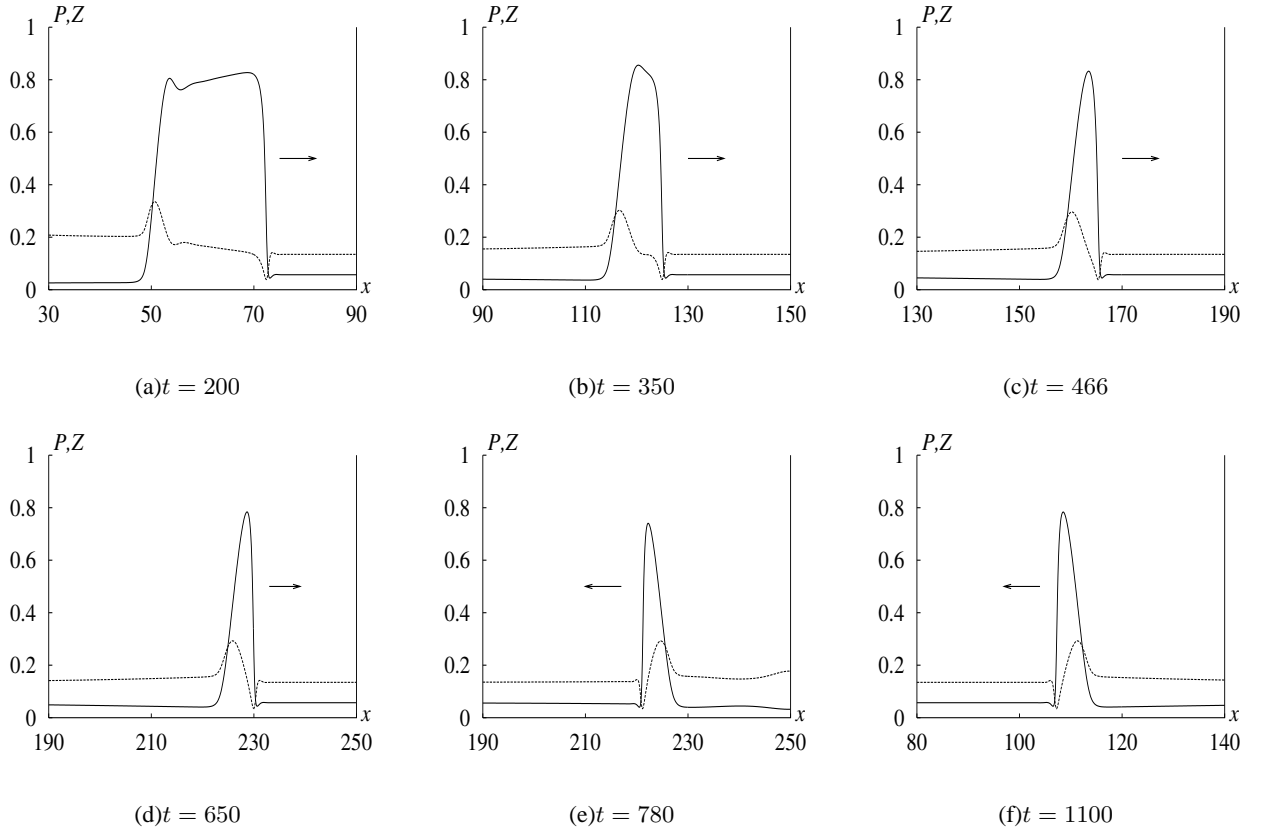 P,Z
1
0.8
0.6
0.4
0.2
0
x
30 50 70 90
(a)t = 200
P,Z
1
0.8
0.6
0.4
0.2
0
x
90 110 130 150
(b)t = 350
P,Z
1
0.8
0.6
0.4
0.2
0
x
130 150 170 190
(c)t = 466
P,Z
1
0.8
0.6
0.4
0.2
0
x
190 210 230 250
(d)t = 650
P,Z
1
0.8
0.6
0.4
0.2
0
x
190 210 230 250
(e)t = 780
P,Z
1
0.8
0.6
0.4
0.2
0
x
80 100 120 140
(f)t = 1100